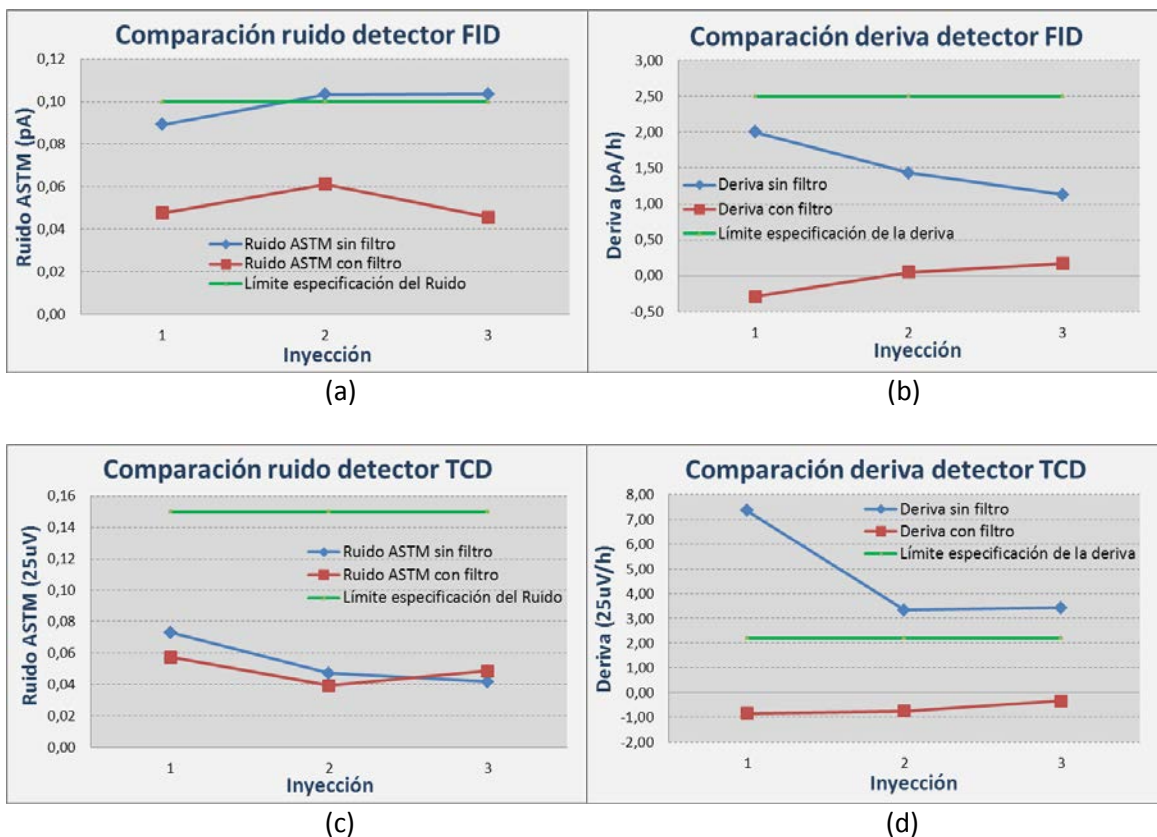 Comparación ruido detector FID
0,12
0,10
0,08
0,06
0,04
0,02
0,00
Ruido ASTM (pA)
Ruido ASTM sin filtro
Ruido ASTM con filtro
Límite especificación del Ruido
1 2 3
Inyección
(a)
Comparación deriva detector FID
3,00
2,50
2,00
1,50
1,00
0,50
0,00
-0,50
Deriva (pA/h)
Deriva sin filtro
Deriva con filtro
Límite especificación de la deriva
1 2 3
Inyección
(b)
Comparación ruido detector TCD
0,16
0,14
0,12
0,10
0,08
0,06
0,04
0,02
0,00
Ruido ASTM (25uV)
Ruido ASTM sin filtro
Ruido ASTM con filtro
Límite especificación del Ruido
1 2 3
Inyección
(c)
Comparación deriva detector TCD
8,00
7,00
6,00
5,00
4,00
3,00
2,00
1,00
0,00
-1,00
-2,00
Deriva (25uV/h)
Deriva sin filtro
Deriva con filtro
Límite especificación de la deriva
1 2 3
Inyección
(d)